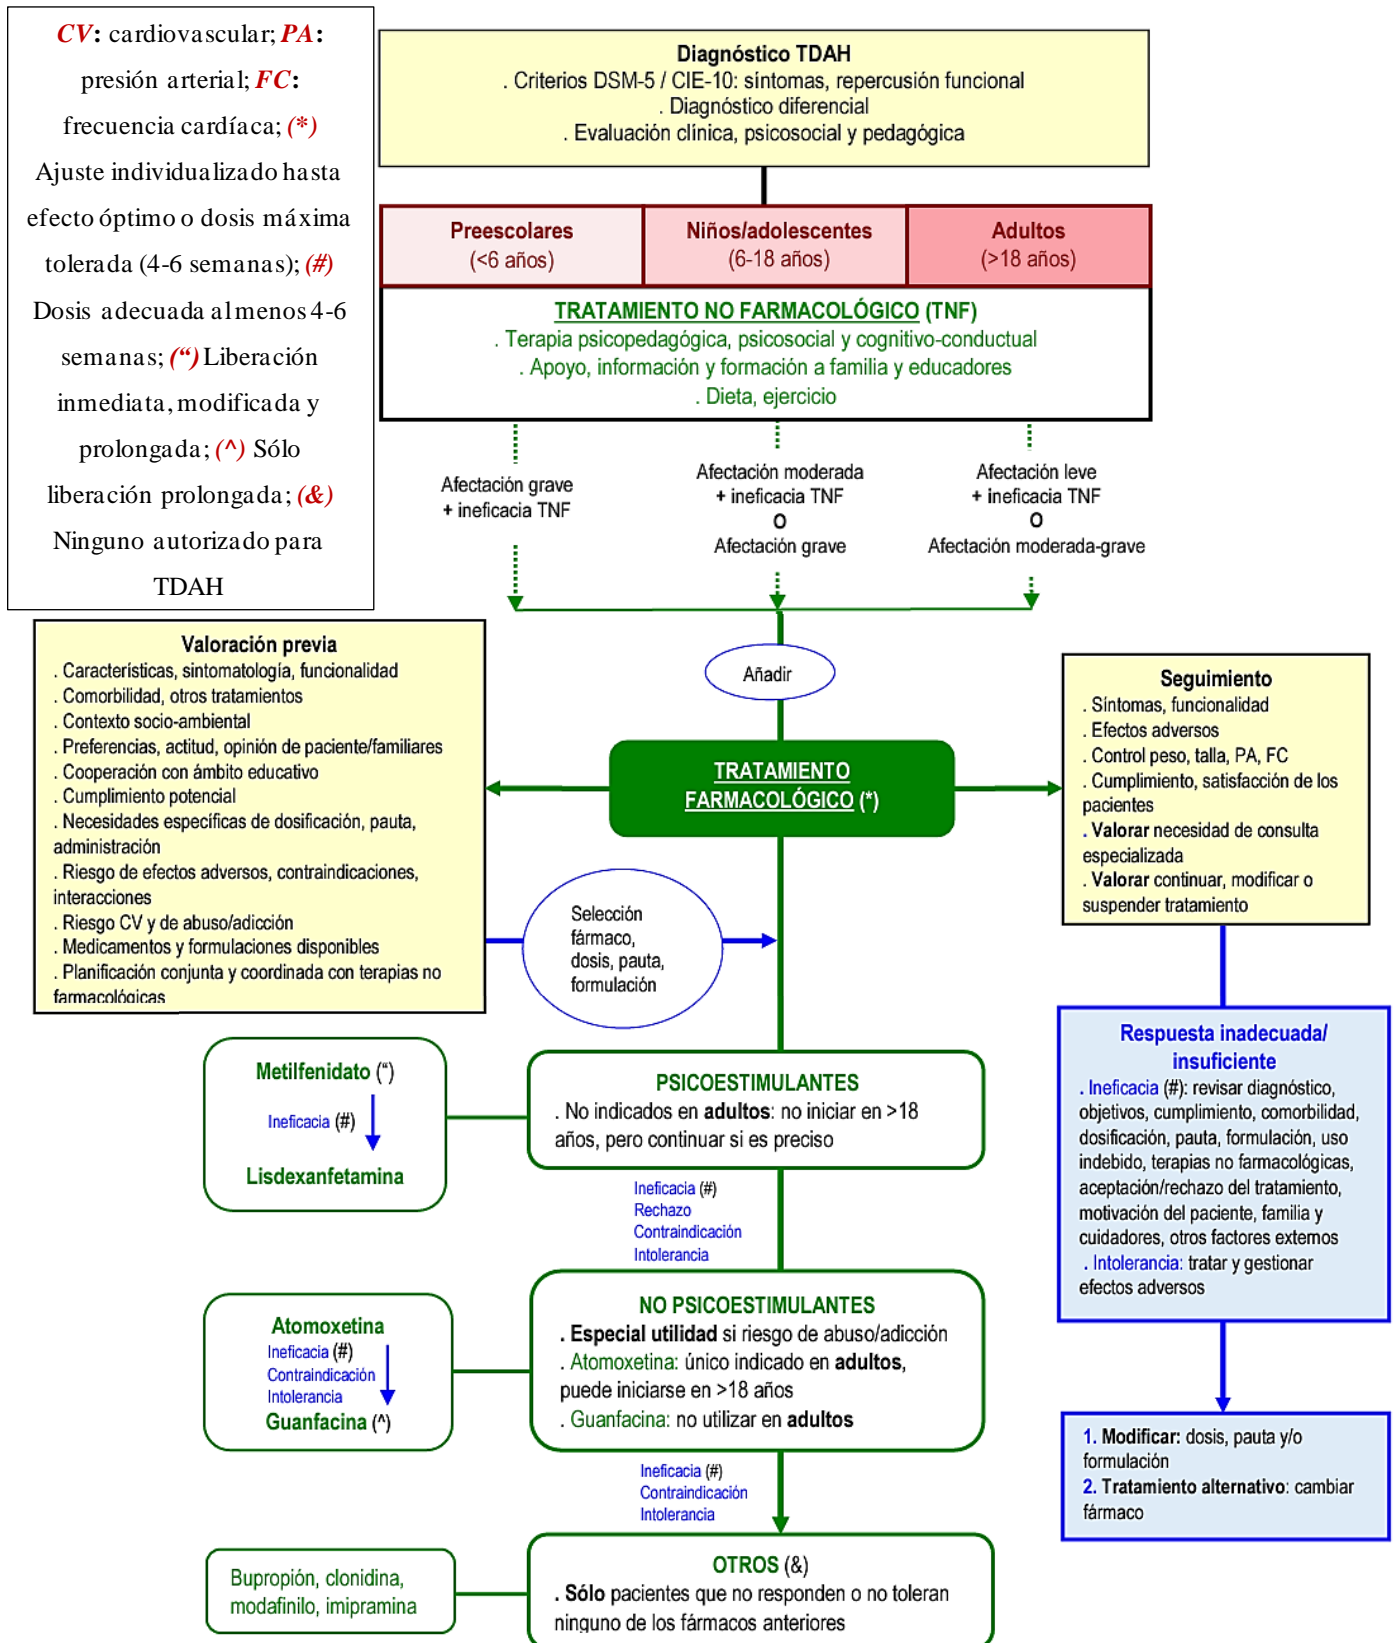 CV: cardiovascular; PA:
presión arterial; FC:
frecuencia cardíaca; (*)
Ajuste individualizado hasta
efecto óptimo o dosis máxima
tolerada (4-6 semanas); (#)
Dosis adecuada al menos 4-6
semanas; (“) Liberación
inmediata, modificada y
prolongada; (^) Sólo
liberación prolongada; (&)
Ninguno autorizado para
TDAH
Diagnóstico TDAH
. Criterios DSM-5 / CIE-10: síntomas, repercusión funcional
. Diagnóstico diferencial
. Evaluación clínica, psicosocial y pedagógica
Preescolares
(<6 años)
Niños/adolescentes
(6-18 años)
Adultos
(>18 años)
TRATAMIENTO NO FARMACOLÓGICO (TNF)
. Terapia psicopedagógica, psicosocial y cognitivo-conductual
. Apoyo, información y formación a familia y educadores
. Dieta, ejercicio
Afectación grave
+ ineficacia TNF
Afectación moderada
+ ineficacia TNF
O
Afectación grave
Afectación leve
+ ineficacia TNF
O
Afectación moderada-grave
Añadir
Valoración previa
. Características, sintomatología, funcionalidad
. Comorbilidad, otros tratamientos
. Contexto socio-ambiental
. Preferencias, actitud, opinión de paciente/familiares
. Cooperación con ámbito educativo
. Cumplimiento potencial
. Necesidades específicas de dosificación, pauta,
administración
. Riesgo de efectos adversos, contraindicaciones,
interacciones
. Riesgo CV y de abuso/adicción
. Medicamentos y formulaciones disponibles
. Planificación conjunta y coordinada con terapias no
farmacológicas
TRATAMIENTO
FARMACOLÓGICO (*)
Seguimiento
. Síntomas, funcionalidad
. Efectos adversos
. Control peso, talla, PA, FC
. Cumplimiento, satisfacción de los
pacientes
. Valorar necesidad de consulta
especializada
. Valorar continuar, modificar o
suspender tratamiento
Selección
fármaco,
dosis, pauta,
formulación
Respuesta inadecuada/
insuficiente
. Ineficacia (#): revisar diagnóstico,
objetivos, cumplimiento, comorbilidad,
dosificación, pauta, formulación, uso
indebido, terapias no farmacológicas,
aceptación/rechazo del tratamiento,
motivación del paciente, familia y
cuidadores, otros factores externos
. Intolerancia: tratar y gestionar
efectos adversos
Metilfenidato (“)
Ineficacia (#)
Lisdexanfetamina
PSICOESTIMULANTES
. No indicados en adultos: no iniciar en >18
años, pero continuar si es preciso
Ineficacia (#)
Rechazo
Contraindicación
Intolerancia
Atomoxetina
Ineficacia (#)
Contraindicación
Intolerancia
Guanfacina (^)
NO PSICOESTIMULANTES
. Especial utilidad si riesgo de abuso/adicción
. Atomoxetina: único indicado en adultos,
puede iniciarse en >18 años
. Guanfacina: no utilizar en adultos
1. Modificar: dosis, pauta y/o
formulación
2. Tratamiento alternativo: cambiar
fármaco
Ineficacia (#)
Contraindicación
Intolerancia
Bupropión, clonidina,
modafinilo, imipramina
OTROS (&)
. Sólo pacientes que no responden o no toleran
ninguno de los fármacos anteriores